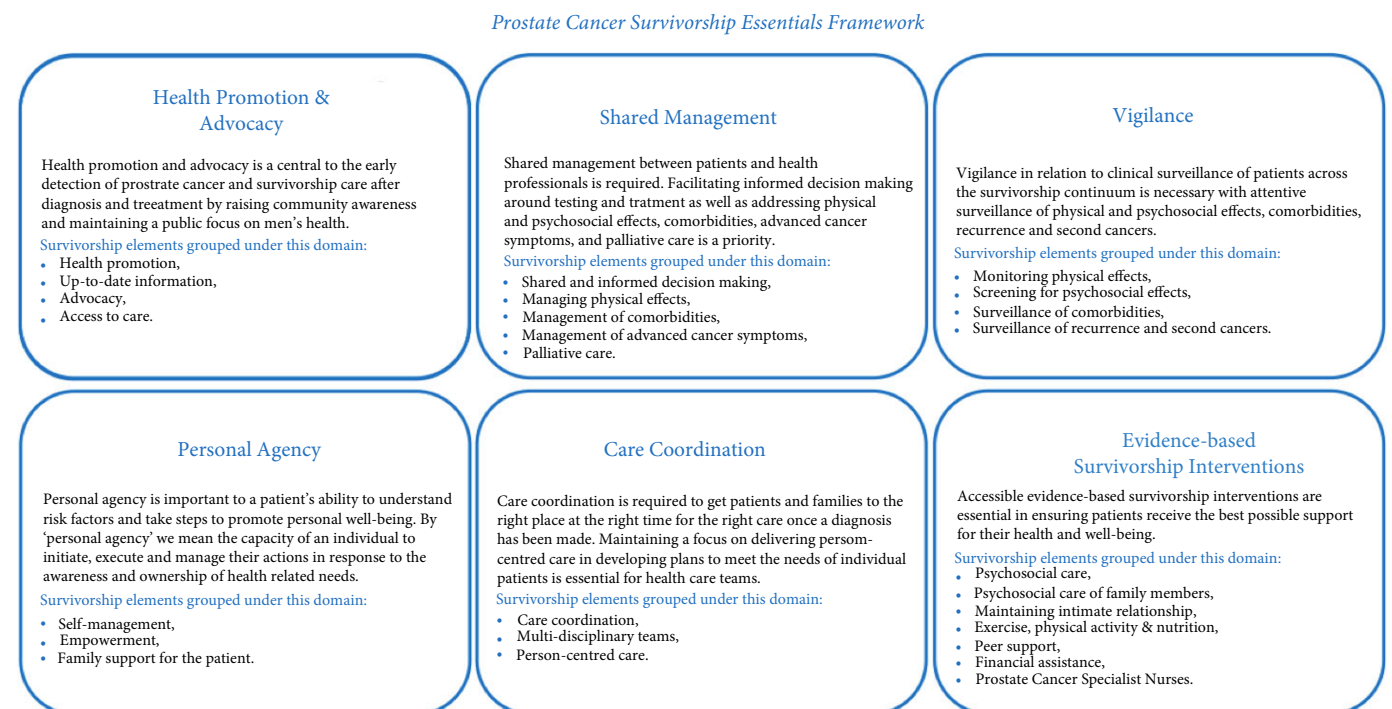 Prostate Cancer Survivorship Essentials Framework
Health Promotion &
Advocacy
Health promotion and advocacy is a central to the early
detection of prostrate cancer and survivorship care after
diagnosis and treeatment by raising community awareness
and maintaining a public focus on men's health.
Survivorship elements grouped under this domain:
• Health promotion,
• Up-to-date information,
• Advocacy,
• Access to care.
Shared Management
Shared management between patients and health
professionals is required. Facilitating informed decision making
around testing and tratment as well as addressing physical
and psychosocial effects, comorbidities, advanced cancer
symptoms, and palliative care is a priority.
Survivorship elements grouped under this domain:
• Shared and informed decision making,
• Managing physical effects,
• Management of comorbidities,
• Management of advanced cancer symptoms,
• Palliative care.
Vigilance
Vigilance in relation to clinical surveillance of patients across
the survivorship continuum is necessary with attentive
surveillance of physical and psychosocial effects, comorbidities,
recurrence and second cancers.
Survivorship elements grouped under this domain:
• Monitoring physical effects,
• Screening for psychosocial effects,
• Surveillance of comorbidities,
• Surveillance of recurrence and second cancers.
Personal Agency
Personal agency is important to a patient's ability to understand
risk factors and take steps to promote personal well-being. By
'personal agency' we mean the capacity of an individual to
initiate, execute and manage their actions in response to the
awareness and ownership of health related needs.
Survivorship elements grouped under this domain:
• Self-management,
• Empowerment,
• Family support for the patient.
Care Coordination
Care coordination is required to get patients and families to the
right place at the right time for the right care once a diagnosis
has been made. Maintaining a focus on delivering persom-
centred care in developing plans to meet the needs of individual
patients is essential for health care teams.
Survivorship elements grouped under this domain:
• Care coordination,
• Multi-disciplinary teams,
• Person-centred care.
Evidence-based
Survivorship Interventions
Accessible evidence-based survivorship interventions are
essential in ensuring patients receive the best possible support
for their health and well-being.
Survivorship elements grouped under this domain:
• Psychosocial care,
• Psychosocial care of family members,
• Maintaining intimate relationship,
• Exercise, physical activity & nutrition,
• Peer support,
• Financial assistance,
• Prostate Cancer Specialist Nurses.